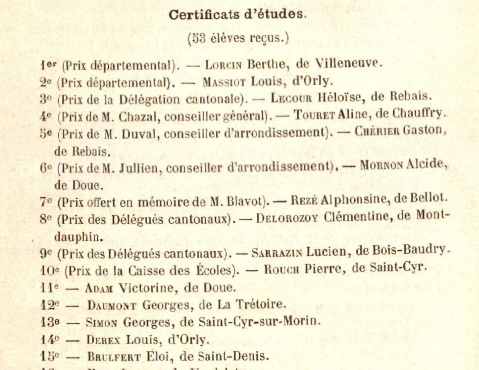 Certificats d'études.
(53 élèves reçus.)
1er (Prix départemental). — LORCIN Berthe, de Villeneuve.
2e (Prix départemental). — MASSIOT Louis, d'Orly.
3e (Prix de la Délégation cantonale). — LECOUR Héloïse, de Rebais.
4e (Prix de M. Chazal, conseiller général). — TOURET Aline, de Chauffry.
5e (Prix de M. Duval, conseiller d'arrondissement). — CHÉRIER Gaston,
de Rebais.
6e (Prix de M. Jullien, conseiller d'arrondissement). — MORNON Alcide,
de Doue.
7e (Prix offert en mémoire de M. Blavot). — REZÉ Alphonsine, de Bellot.
8e (Prix des Délégués cantonaux). — DELOROZOY Clémentine, de Mont-
dauphin.
9e (Prix des Délégués cantonaux). — SARRAZIN Lucien, de Bois-Baudry.
10e (Prix de la Caisse des Écoles). — ROUCH Pierre, de Saint-Cyr.
11e — ADAM Victorine, de Doue.
12e — DAUMONT Georges, de La Trétoire.
13e — SIMON Georges, de Saint-Cyr-sur-Morin.
14e — DEREX Louis, d'Orly.
15e — BRULFERT Eloi, de Saint-Denis.